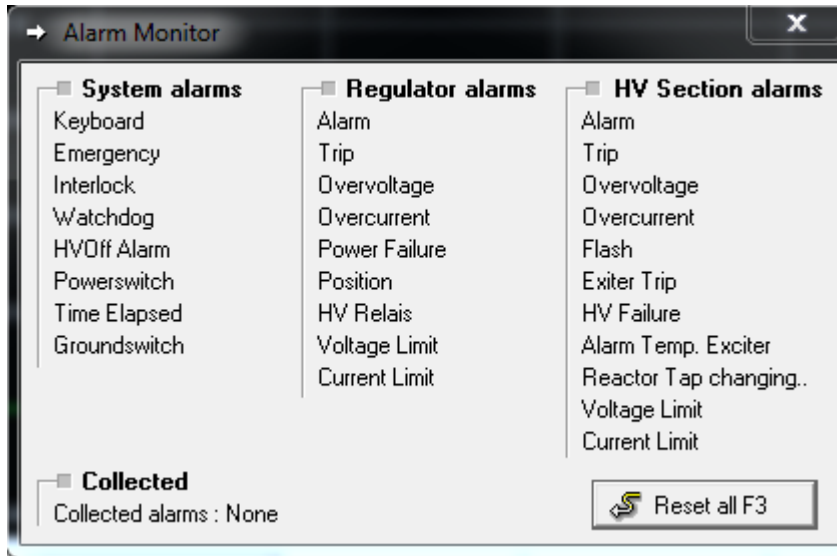 Alarm Monitor
X
System alarms
Keyboard
Emergency
Interlock
Watchdog
HVOff Alarm
Powerswitch
Time Elapsed
Groundswitch
Regulator alarms
Alarm
Trip
Overvoltage
Overcurrent
Power Failure
Position
HV Relais
Voltage Limit
Current Limit
HV Section alarms
Alarm
Trip
Overvoltage
Overcurrent
Flash
Exiter Trip
HV Failure
Alarm Temp. Exciter
Reactor Tap changing..
Voltage Limit
Current Limit
Collected
Collected alarms : None
Reset all F3